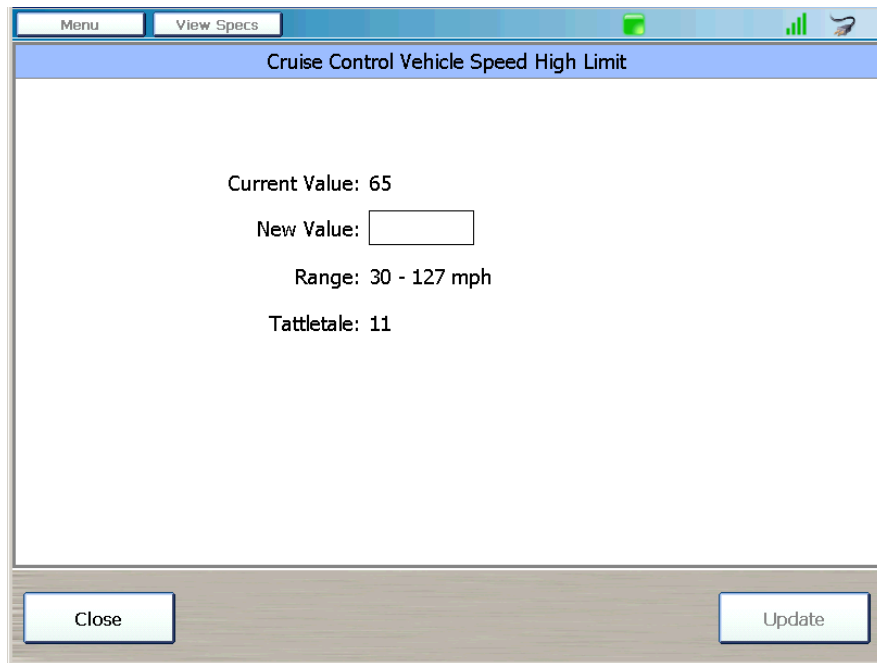 Menu View Specs
Cruise Control Vehicle Speed High Limit
Current Value: 65
New Value:
Range: 30 - 127 mph
Tattletale: 11
Close Update